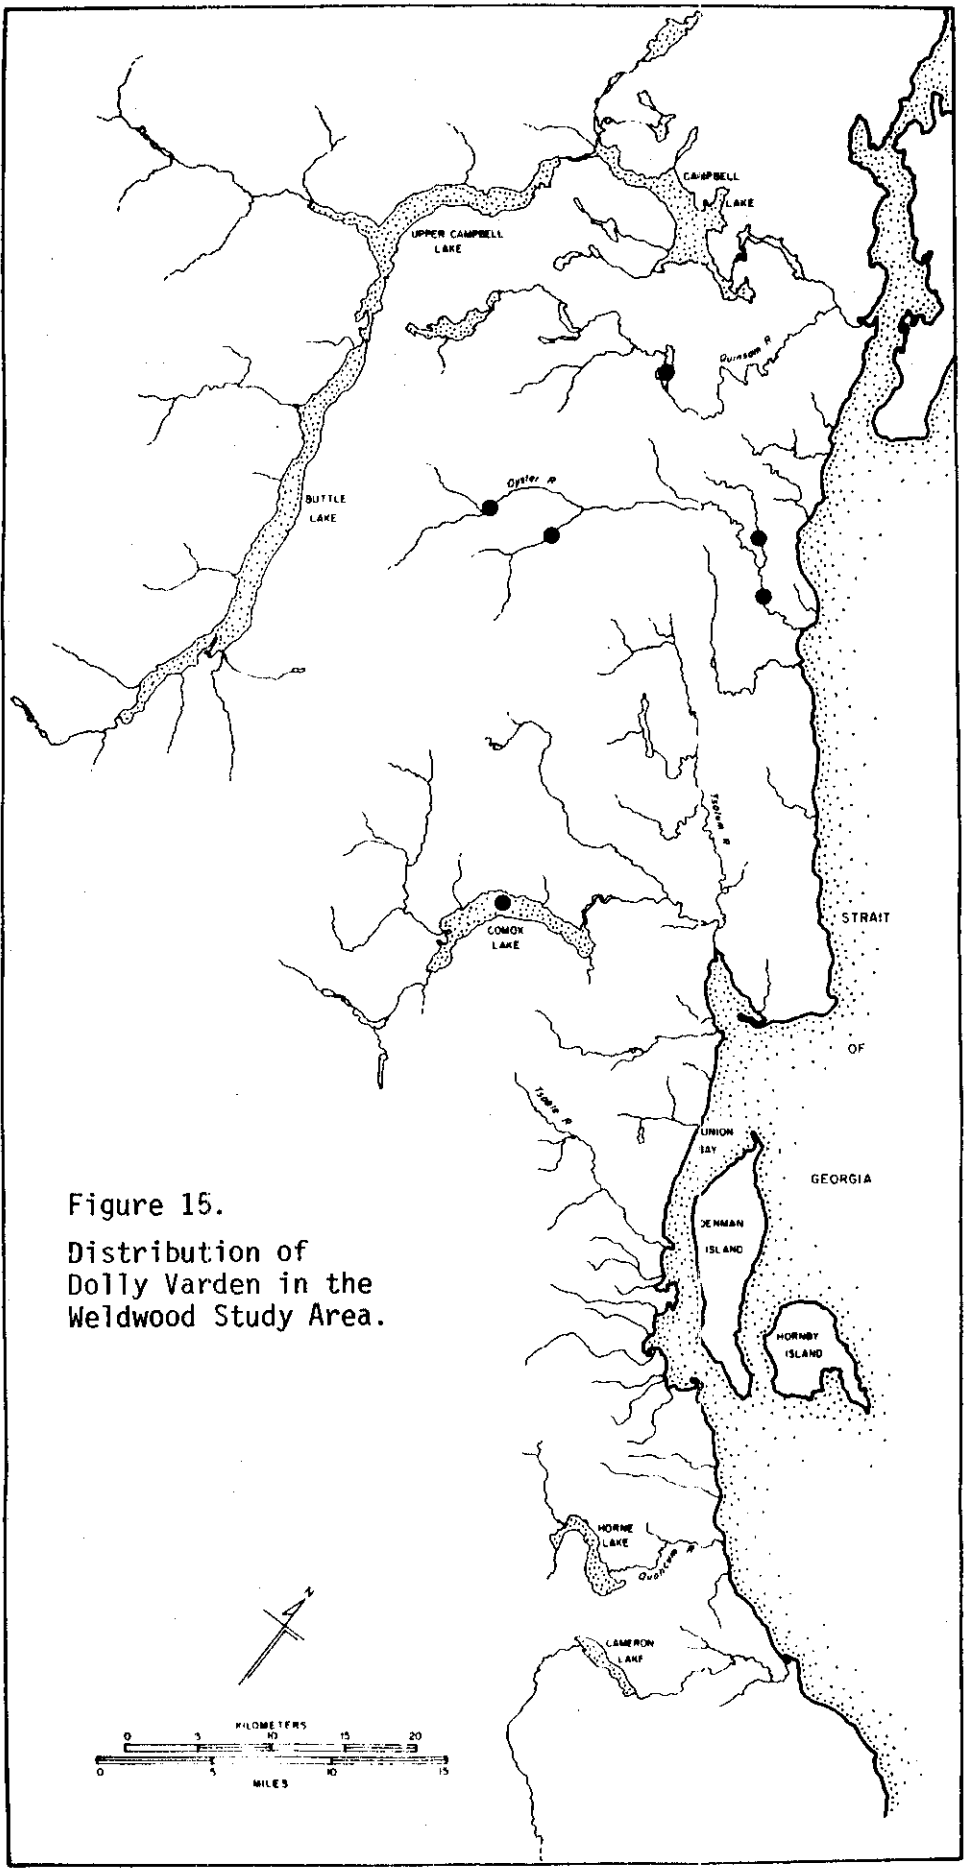 CAMPBELL
LAKE
UPPER CAMPBELL
LAKE
Quinsam R
BUTTLE
LAKE
Oyster R
Tsolum R
STRAIT
COMOX
LAKE
OF
Tsable R
UNION
BAY
GEORGIA
DENMAN
ISLAND
HORNBY
ISLAND
Figure 15.
Distribution of
Dolly Varden in the
Weldwood Study Area.
HORNE
LAKE
Qualicum R
N
CAMERON
LAKE
KILOMETERS
0 5 10 15 20
0 5 10 15
MILES